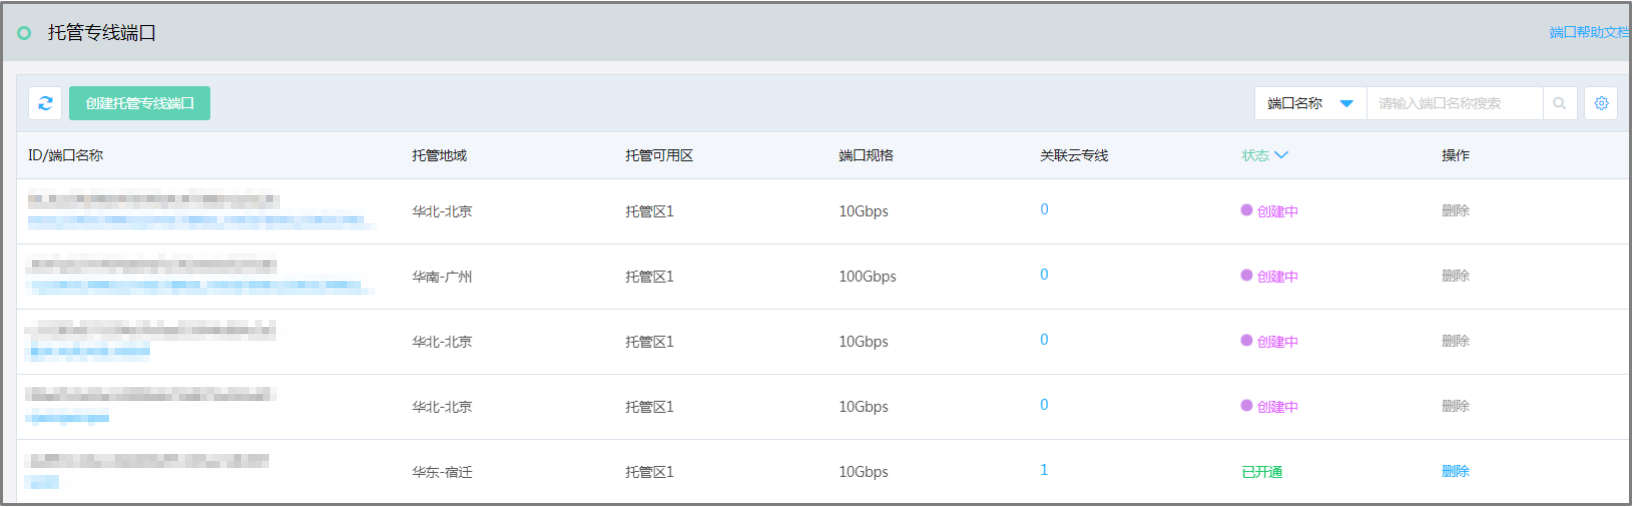 托管专线端口
端口帮助文档
创建托管专线端口
端口名称 请输入端口名称搜索
ID/端口名称 托管地域 托管可用区 端口规格 关联云专线 状态 操作
华北-北京 托管区1 10Gbps 0 创建中 删除
华南-广州 托管区1 100Gbps 0 创建中 删除
华北-北京 托管区1 10Gbps 0 创建中 删除
华北-北京 托管区1 10Gbps 0 创建中 删除
华东-宿迁 托管区1 10Gbps 1 已开通 删除